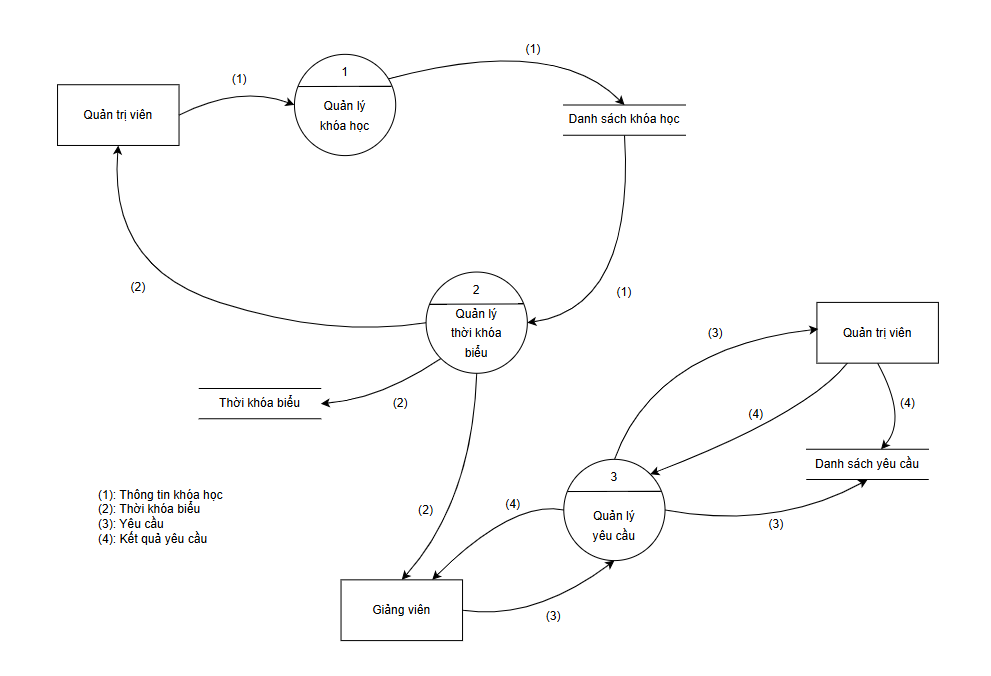 (1)
(1)
1
Quản trị viên
Quản lý
khóa học
Danh sách khóa học
(2)
2
(1)
Quản lý
thời khóa
biểu
(3)
Quản trị viên
Thời khóa biểu
(2)
(4)
(4)
3
Danh sách yêu cầu
(1): Thông tin khóa học
(2): Thời khóa biểu
(3): Yêu cầu
(4): Kết quả yêu cầu
(2)
(4)
Quản lý
yêu cầu
(3)
Giảng viên
(3)